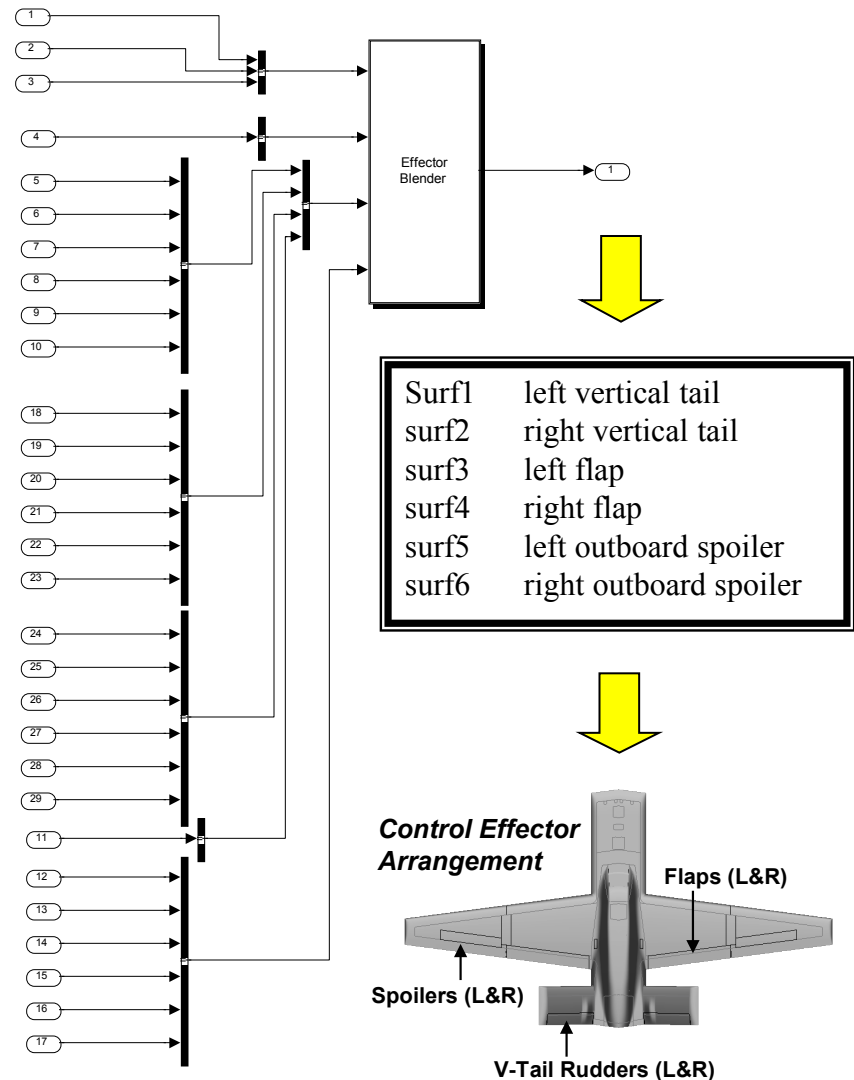 1
2
3
4
5
6
7
8
9
10
18
19
20
21
22
23
24
25
26
27
28
29
11
12
13
14
15
16
17
Effector
Blender
1
Surf1 left vertical tail
surf2 right vertical tail
surf3 left flap
surf4 right flap
surf5 left outboard spoiler
surf6 right outboard spoiler
Control Effector
Arrangement
Flaps (L&R)
Spoilers (L&R)
V-Tail Rudders (L&R)